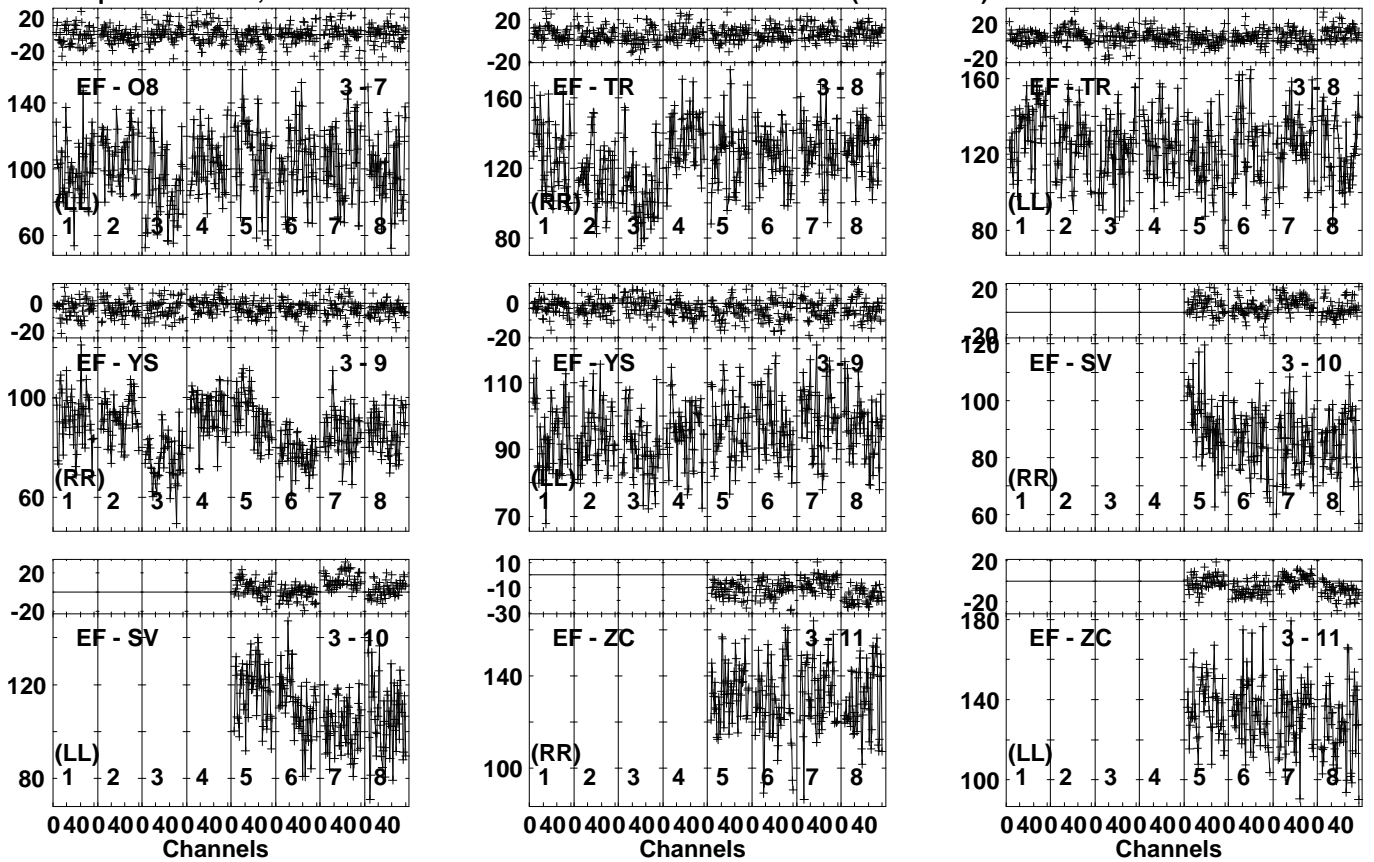 20 20 20
-20 -20 -20
EF - O8 3 - 7
140
100
60
(LL)
1 2 3 4 5 6 7 8
EF - TR 3 - 8
160
120
80
(RR)
1 2 3 4 5 6 7 8
EF - TR 3 - 8
160
120
80
(LL)
1 2 3 4 5 6 7 8
0 0 20
-20 -20 -20
EF - YS 3 - 9
100
60
(RR)
1 2 3 4 5 6 7 8
EF - YS 3 - 9
110
90
70
(LL)
1 2 3 4 5 6 7 8
EF - SV 3 - 10
120
100
80
60
(RR)
1 2 3 4 5 6 7 8
20 10 20
-20 -10 -20
-30
EF - SV 3 - 10
120
80
(LL)
1 2 3 4 5 6 7 8
EF - ZC 3 - 11
140
100
(RR)
1 2 3 4 5 6 7 8
EF - ZC 3 - 11
180
140
100
(LL)
1 2 3 4 5 6 7 8
0 40 0 40 0 40 0 40 0 40 0 40 0 40 0 40
0 40 0 40 0 40 0 40 0 40 0 40 0 40 0 40
0 40 0 40 0 40 0 40 0 40 0 40 0 40 0 40
Channels Channels Channels